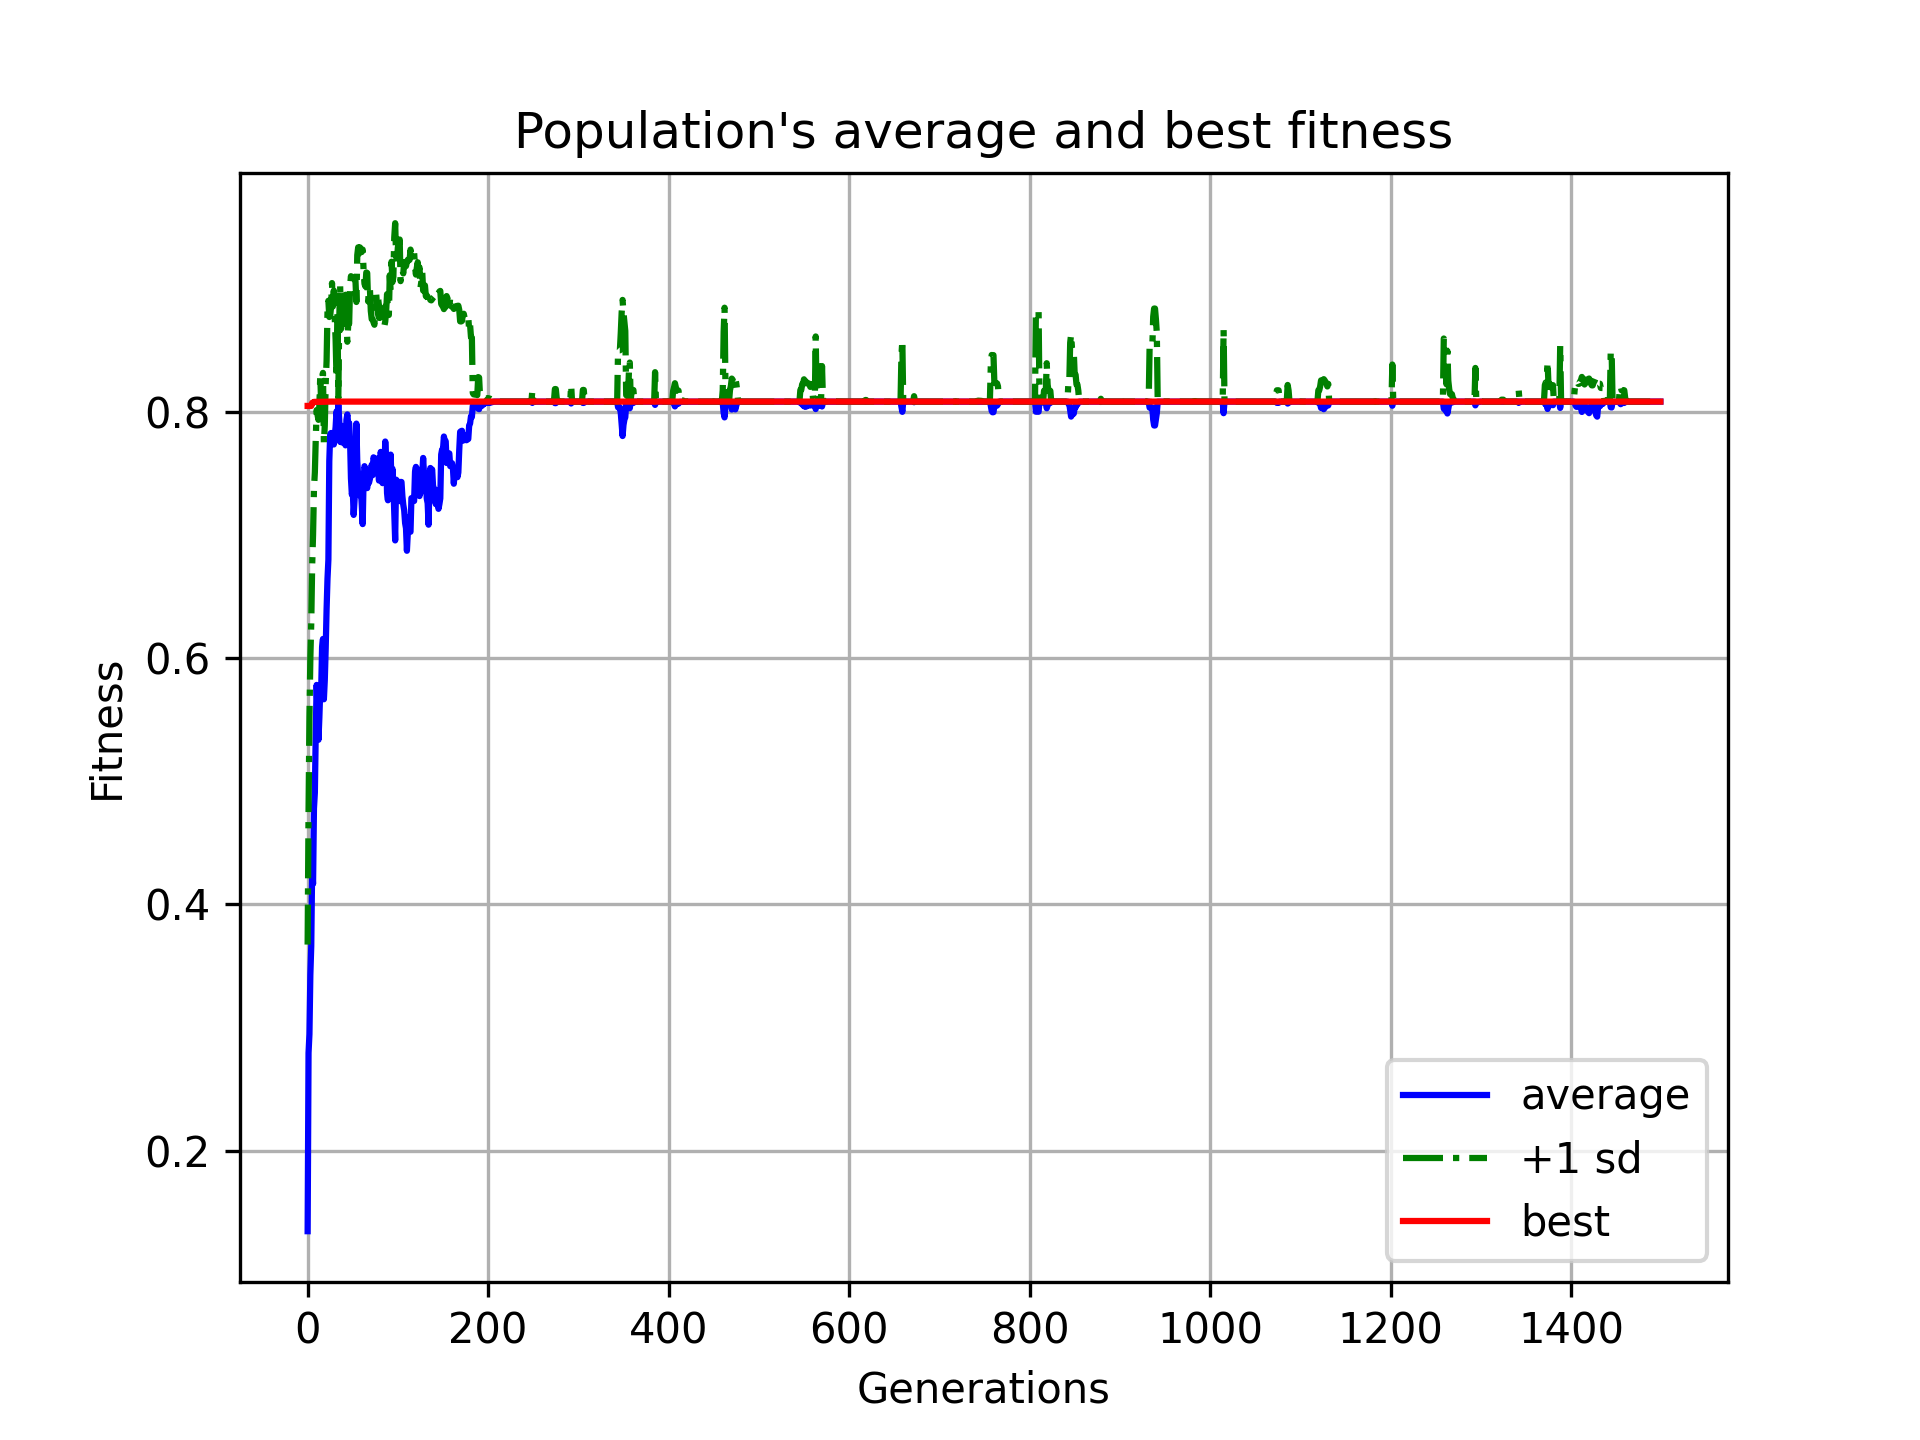 Population's average and best fitness
Fitness
0.8
0.6
0.4
0.2
0 200 400 600 800 1000 1200 1400
Generations
average
+1 sd
best